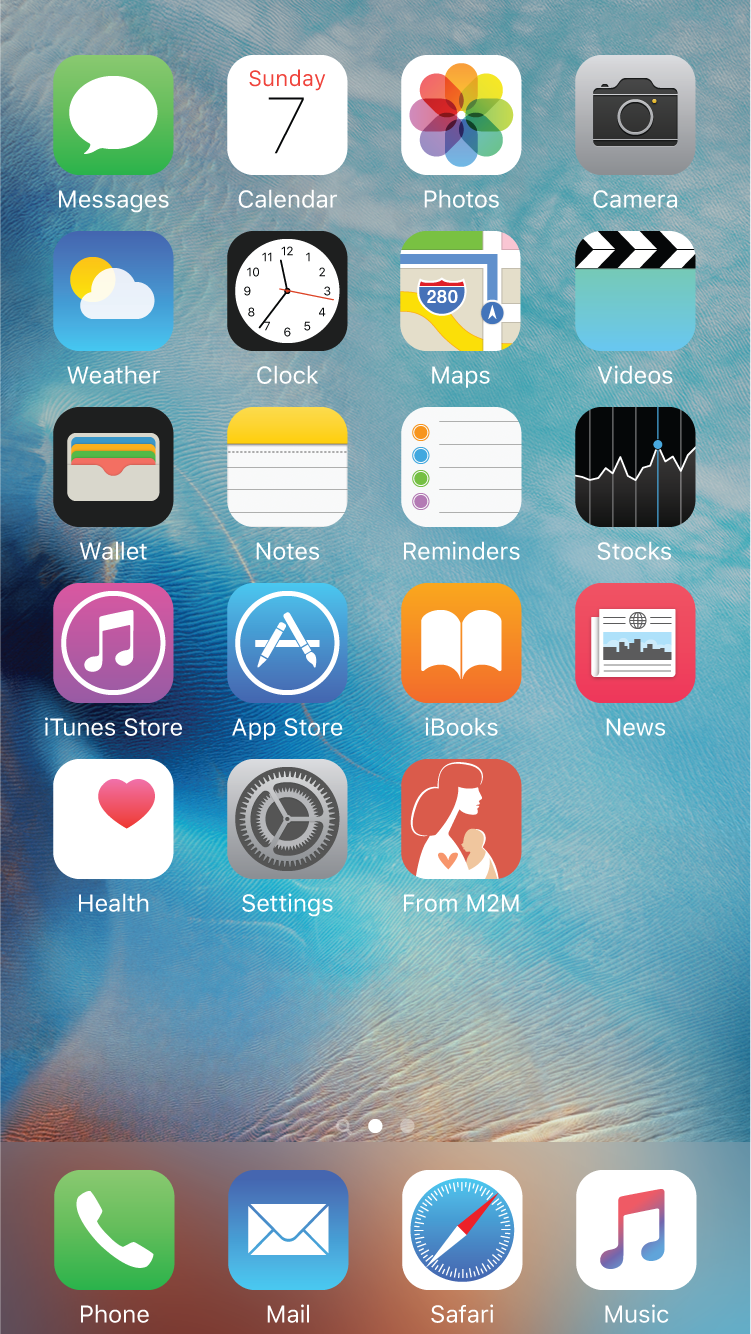 Sunday
7
Messages
Calendar
Photos
Camera
12
11
1
10
2
9
3
8
4
7
5
6
280
Weather
Clock
Maps
Videos
Wallet
Notes
Reminders
Stocks
iTunes Store
App Store
iBooks
News
Health
Settings
From M2M
Phone
Mail
Safari
Music